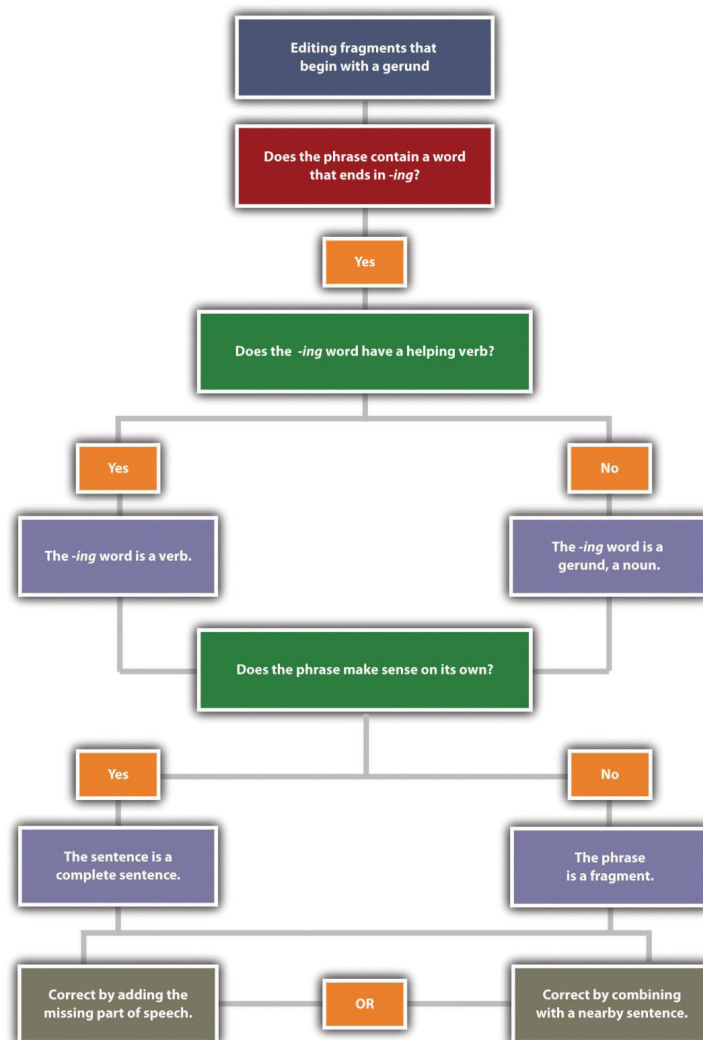 Editing fragments that
begin with a gerund
Does the phrase contain a word
that ends in -ing?
Yes
Does the -ing word have a helping verb?
Yes
No
The -ing word is a verb.
The -ing word is a
gerund, a noun.
Does the phrase make sense on its own?
Yes
No
The sentence is a
complete sentence.
The phrase
is a fragment.
Correct by adding the
missing part of speech.
OR
Correct by combining
with a nearby sentence.